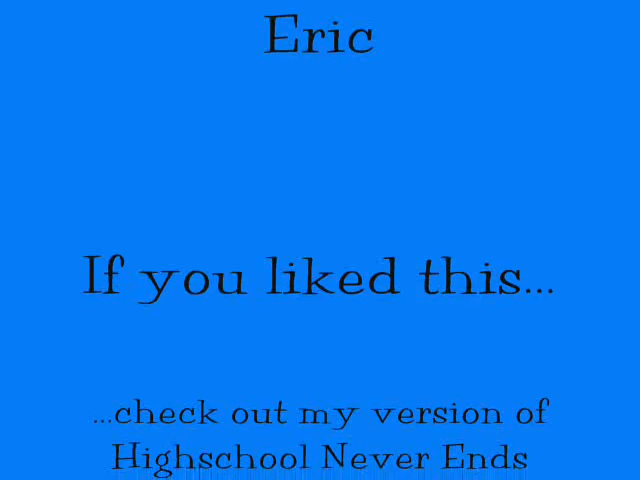 Eric
If you liked this...
...check out my version of
Highschool Never Ends